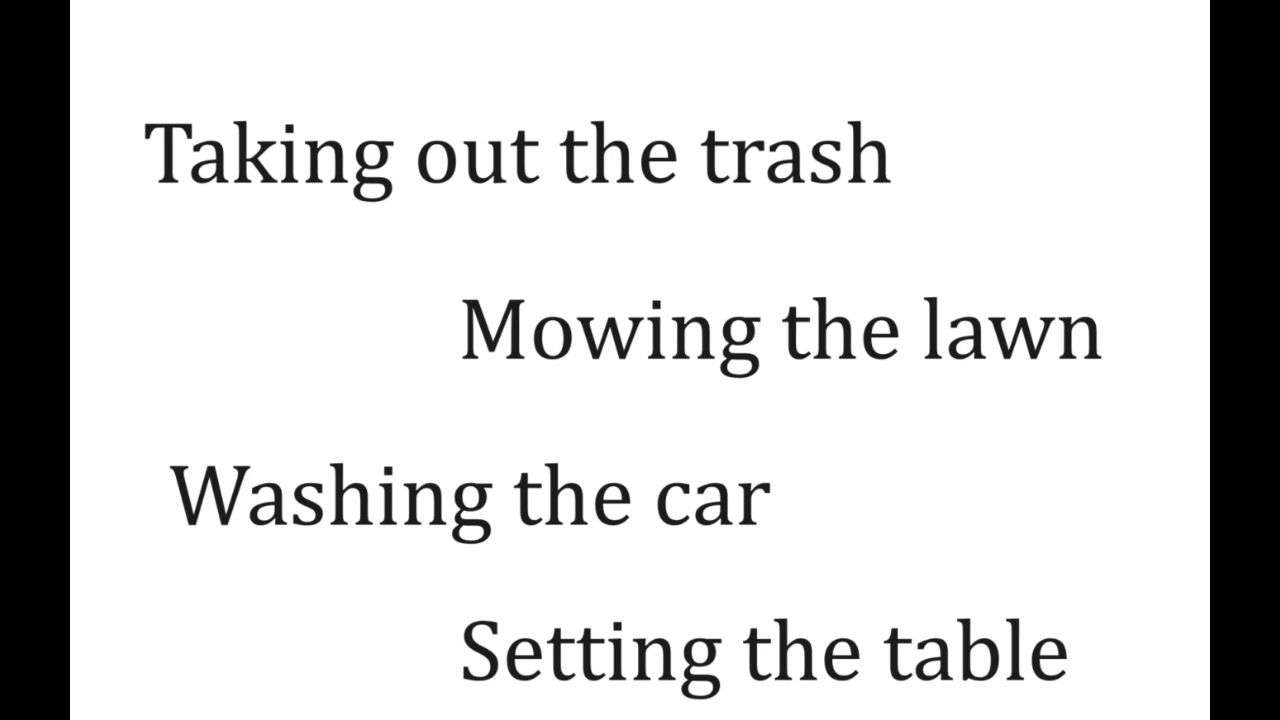 Taking out the trash
Mowing the lawn
Washing the car
Setting the table